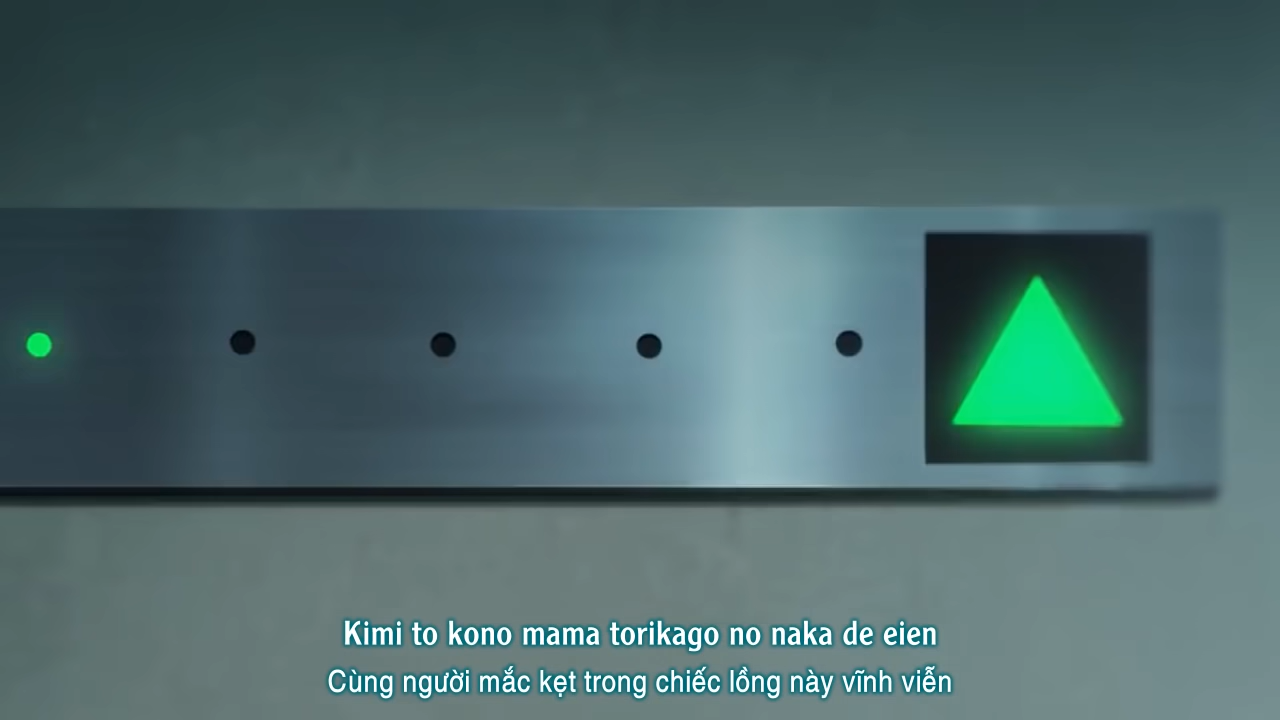 Kimi to kono mama torikago no naka de eien
Cùng người mắc kẹt trong chiếc lồng này vĩnh viễn